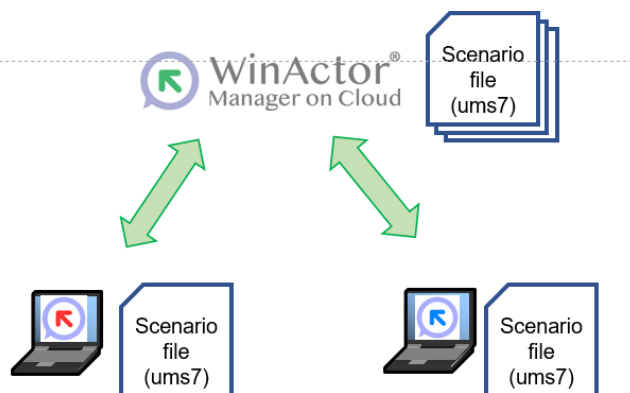 WinActor®
Manager on Cloud
Scenario
file
(ums7)
Scenario
file
(ums7)
Scenario
file
(ums7)